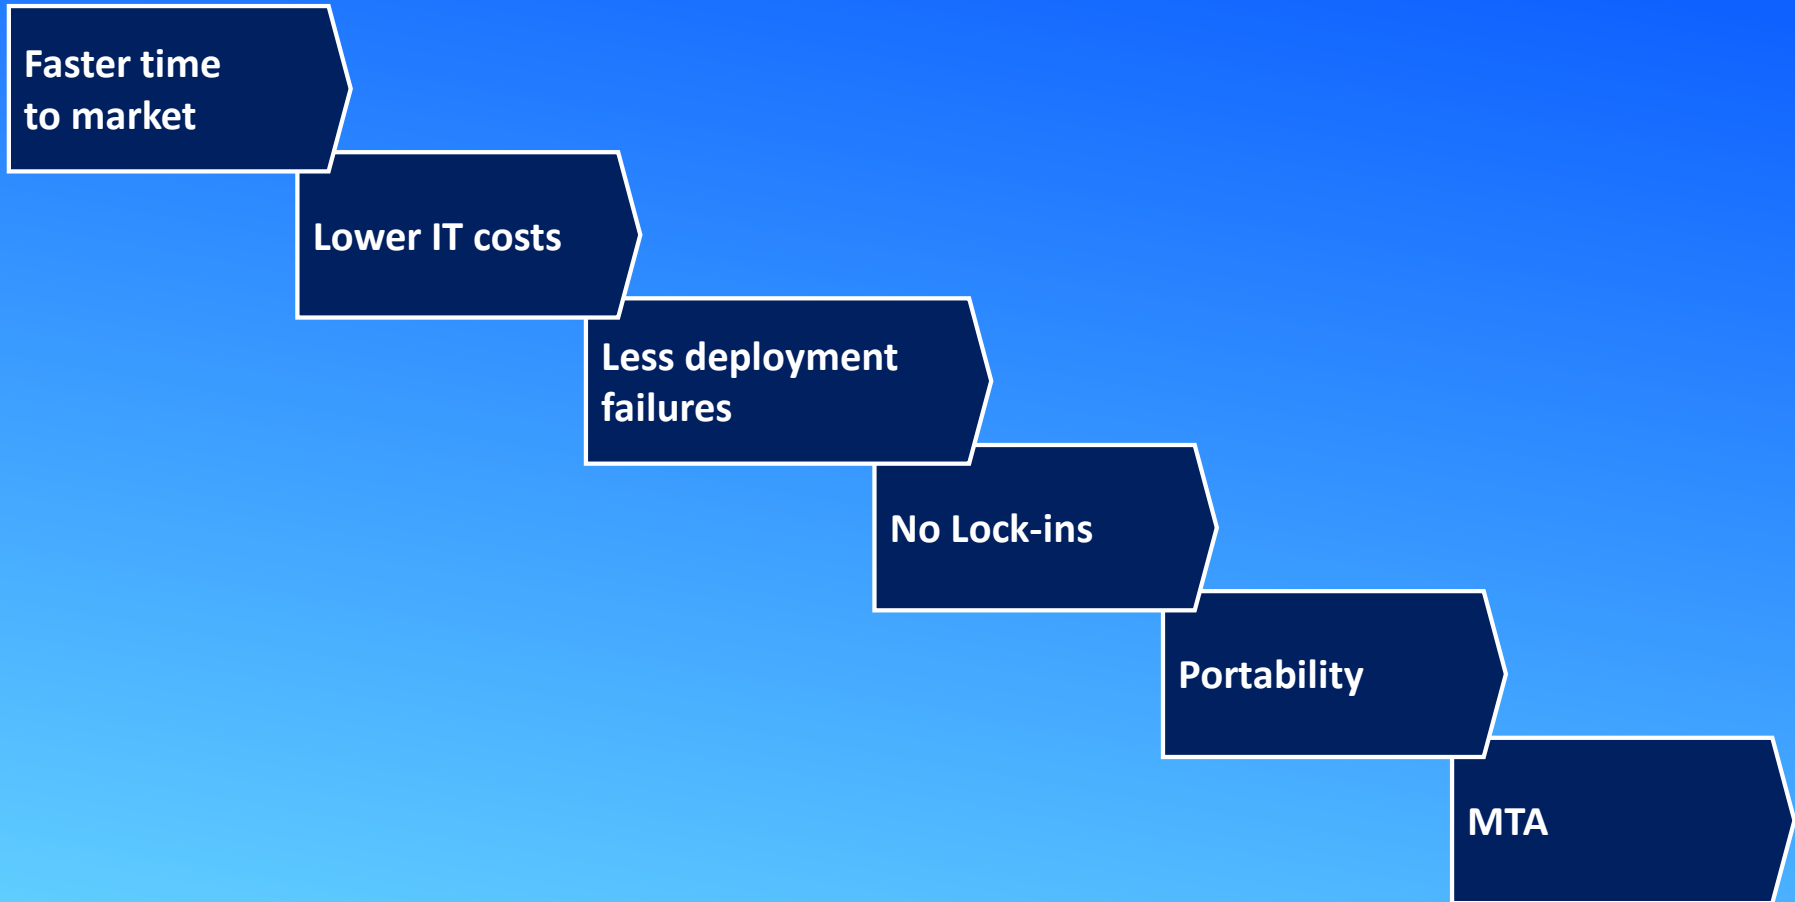 Faster time
to market
Lower IT costs
Less deployment
failures
No Lock-ins
Portability
MTA